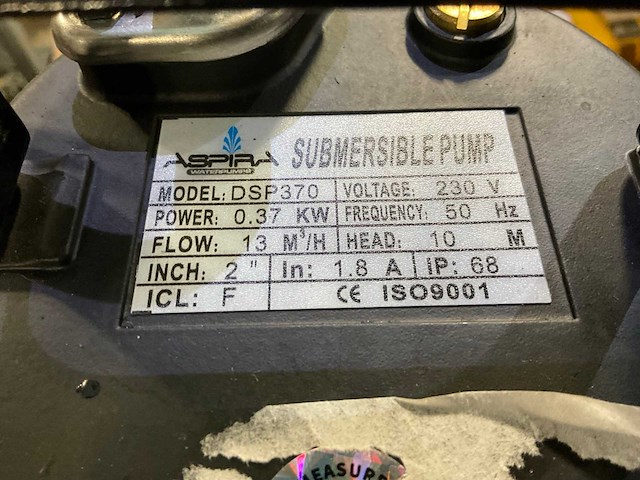 ASPIRA
WATERPUMPS
SUBMERSIBLE PUMP
MODEL: DSP370 VOLTAGE: 230 V
POWER: 0.37 KW FREQUENCY: 50 Hz
FLOW: 13 M³/H HEAD: 10 M
INCH: 2" In: 1.8 A IP: 68
ICL: F CE ISO9001
MEASURE